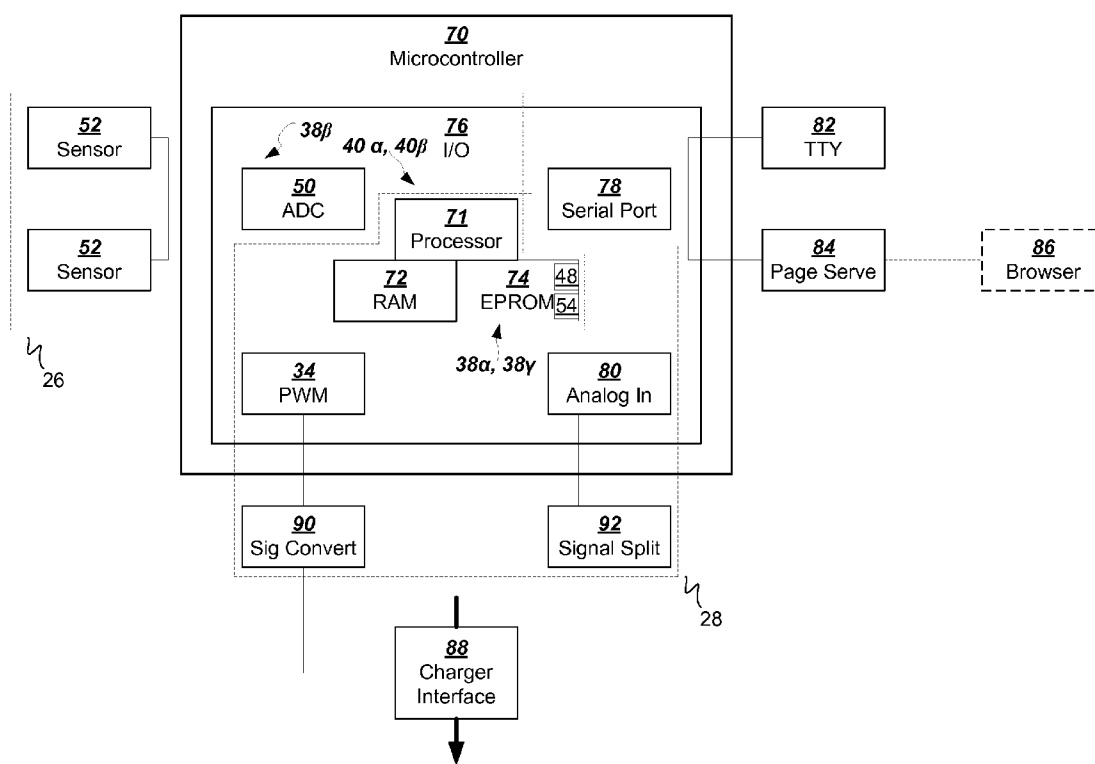 70
Microcontroller
52
Sensor
38β
76
I/O
82
TTY
40 α, 40β
50
ADC
78
Serial Port
71
Processor
52
Sensor
84
Page Serve
86
Browser
72
RAM
74
EPROM
48
54
26
38α, 38γ
34
PWM
80
Analog In
90
Sig Convert
92
Signal Split
28
88
Charger
Interface